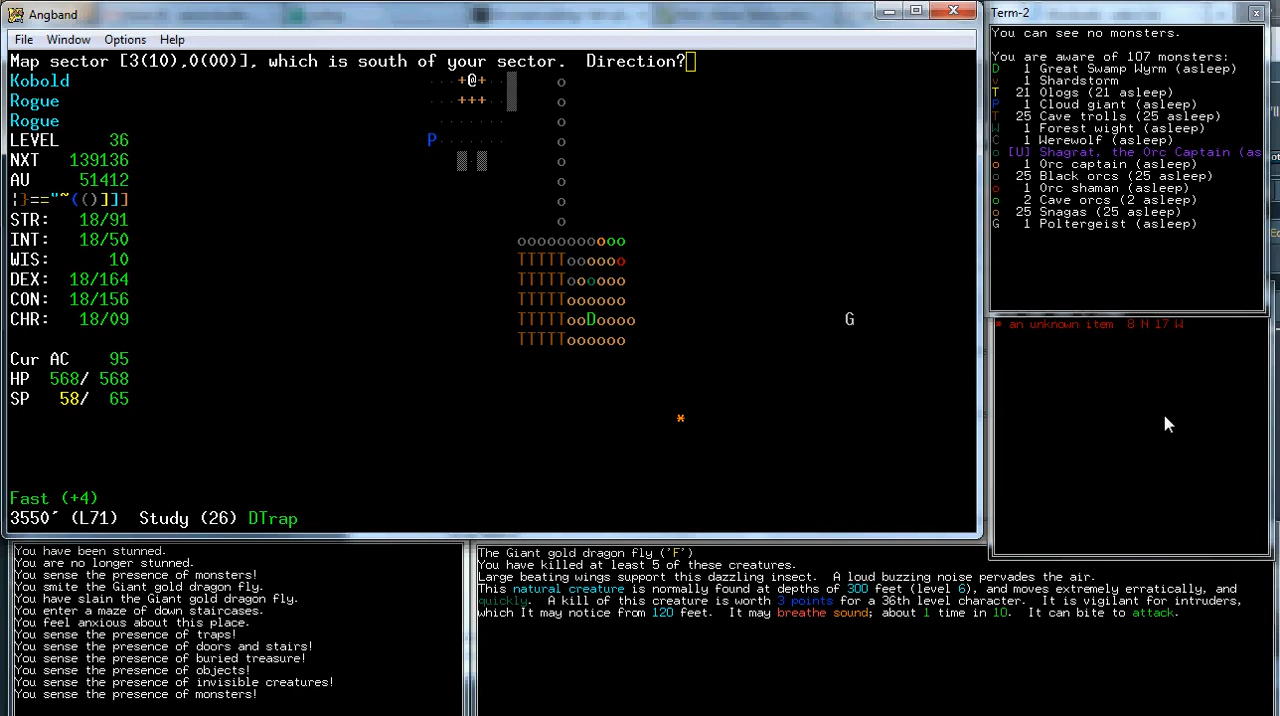 Angband
File Window Options Help
Map sector [3(10),0(00)], which is south of your sector. Direction?
Kobold
Rogue
Rogue
LEVEL 36
NXT 139136
AU 51412
¦}=="~(()]]]
STR: 18/91
INT: 18/50
WIS: 10
DEX: 18/164
CON: 18/156
CHR: 18/09
Cur AC 95
HP 568/ 568
SP 58/ 65
Fast (+4)
3550´ (L71) Study (26) DTrap
+@+ o
+++ o
o
P o
o
o
o
o
ooooooooooo
TTTTToooooo
TTTTToooooo
TTTTToooooo
TTTTTooDoooo
TTTTToooooo
G
*
Term-2
You can see no monsters.
You are aware of 107 monsters:
D 1 Great Swamp Wyrm (asleep)
v 1 Shardstorm
T 21 Ologs (21 asleep)
P 1 Cloud giant (asleep)
T 25 Cave trolls (25 asleep)
W 1 Forest wight (asleep)
C 1 Werewolf (asleep)
o [U] Shagrat, the Orc Captain (as
o 1 Orc captain (asleep)
o 25 Black orcs (25 asleep)
o 1 Orc shaman (asleep)
o 2 Cave orcs (2 asleep)
o 25 Snagas (25 asleep)
G 1 Poltergeist (asleep)
* an unknown item 8 N 17 W
You have been stunned.
You are no longer stunned.
You sense the presence of monsters!
You smite the Giant gold dragon fly.
You have slain the Giant gold dragon fly.
You enter a maze of down staircases.
You feel anxious about this place.
You sense the presence of traps!
You sense the presence of doors and stairs!
You sense the presence of buried treasure!
You sense the presence of objects!
You sense the presence of invisible creatures!
You sense the presence of monsters!
The Giant gold dragon fly ('F')
You have killed at least 5 of these creatures.
Large beating wings support this dazzling insect. A loud buzzing noise pervades the air.
This natural creature is normally found at depths of 300 feet (level 6), and moves extremely erratically, and
quickly. A kill of this creature is worth 3 points for a 36th level character. It is vigilant for intruders,
which It may notice from 120 feet. It may breathe sound; about 1 time in 10. It can bite to attack.